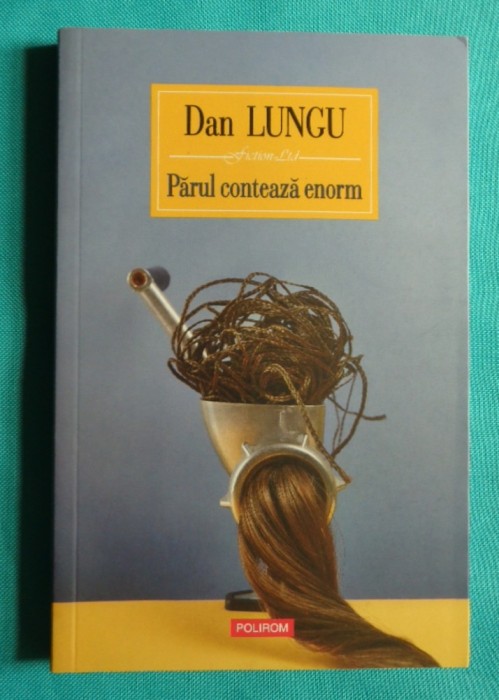 Dan LUNGU
Fiction Ltd
Părul contează enorm
POLIROM